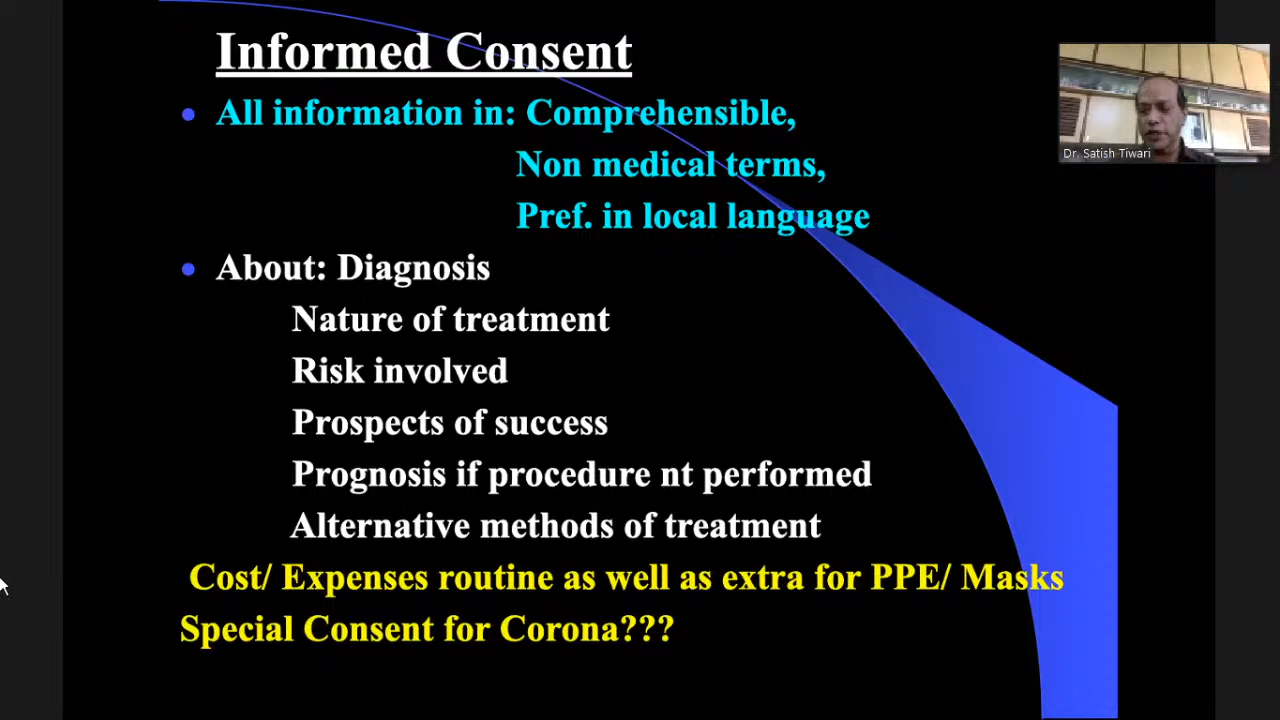 Informed Consent
All information in: Comprehensible,
Non medical terms,
Pref. in local language
About: Diagnosis
Nature of treatment
Risk involved
Prospects of success
Prognosis if procedure nt performed
Alternative methods of treatment
Cost/ Expenses routine as well as extra for PPE/ Masks
Special Consent for Corona???
Dr. Satish Tiwari